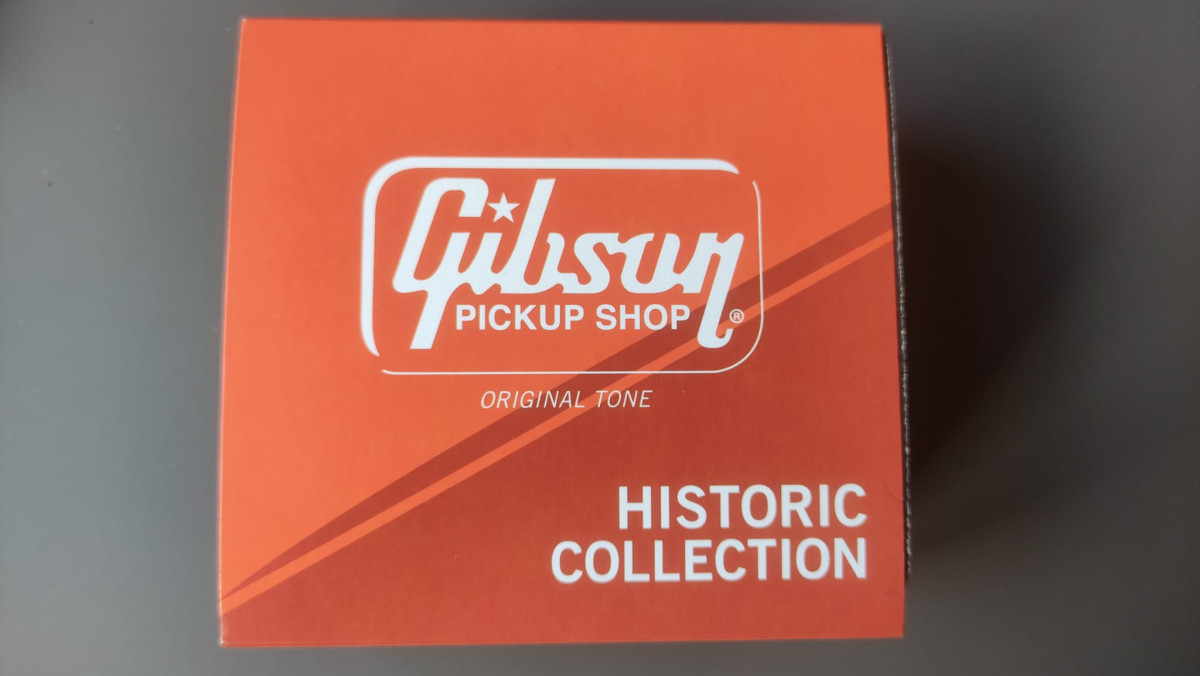 Gibson
PICKUP SHOP ®
ORIGINAL TONE
HISTORIC
COLLECTION